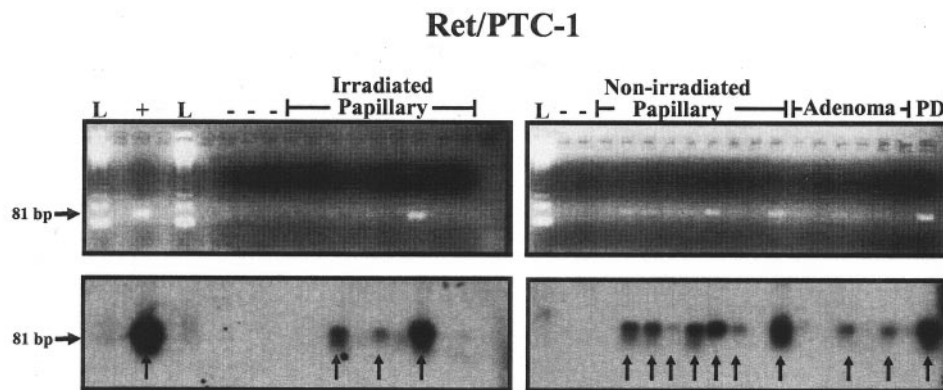 Ret/PTC-1
Irradiated
Papillary
L + L - - -
Non-irradiated
Papillary
L - - Adenoma PD
81 bp
81 bp